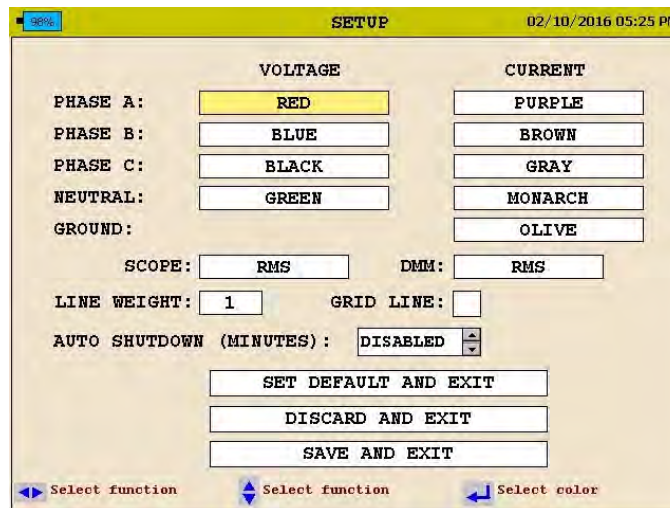 98% SETUP 02/10/2016 05:25 PM
VOLTAGE CURRENT
PHASE A: RED PURPLE
PHASE B: BLUE BROWN
PHASE C: BLACK GRAY
NEUTRAL: GREEN MONARCH
GROUND: OLIVE
SCOPE: RMS DMM: RMS
LINE WEIGHT: 1 GRID LINE:
AUTO SHUTDOWN (MINUTES): DISABLED
SET DEFAULT AND EXIT
DISCARD AND EXIT
SAVE AND EXIT
Select function Select function Select color